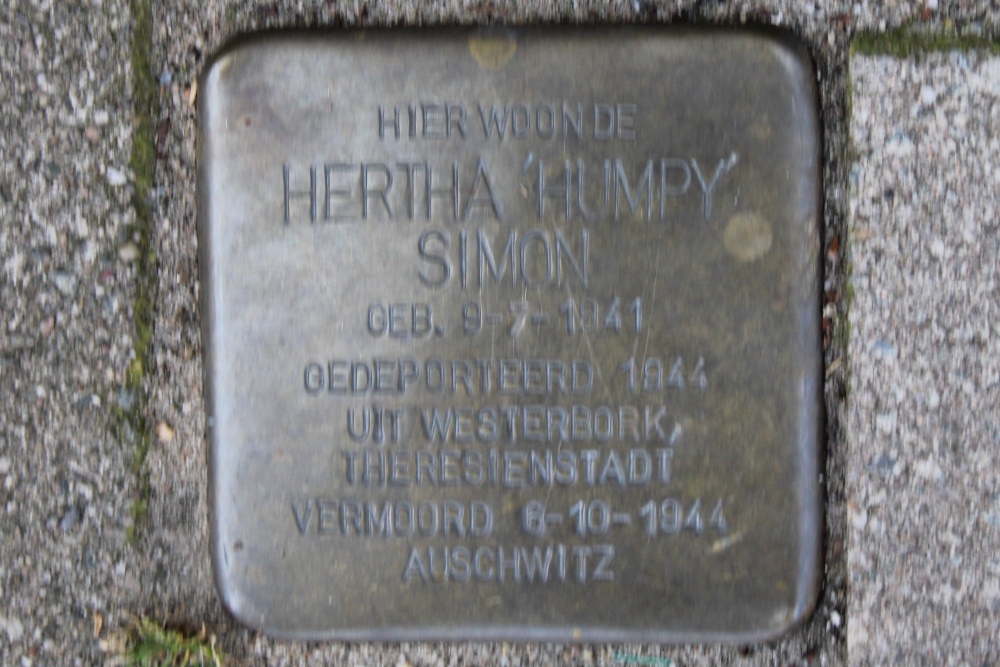 HIER WOONDE
HERTHA 'HUMPY'
SIMON
GEB. 9-7-1941
GEDEPORTEERD 1944
UIT WESTERBORK,
THERESIENSTADT
VERMOORD 6-10-1944
AUSCHWITZ